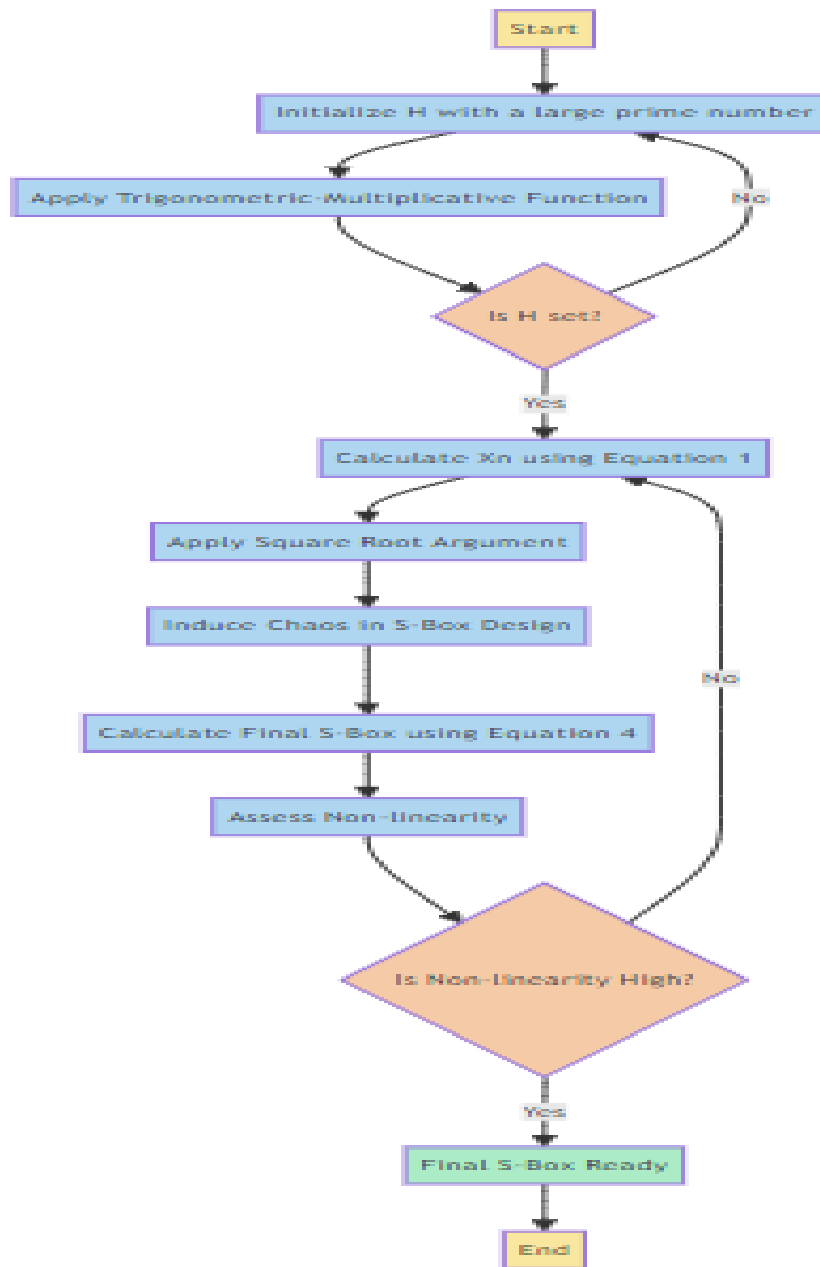 Start
Initialize H with a large prime number
Apply Trigonometric-Multiplicative Function
No
Is H set?
Yes
Calculate Xn using Equation 1
Apply Square Root Argument
Induce Chaos in S-Box Design
No
Calculate Final S-Box using Equation 4
Assess Non-linearity
Is Non-linearity High?
Yes
Final S-Box Ready
End